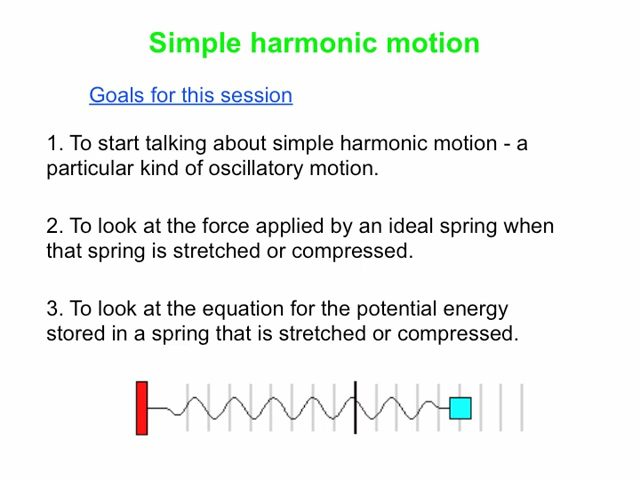 Simple harmonic motion
Goals for this session
1. To start talking about simple harmonic motion - a
particular kind of oscillatory motion.
2. To look at the force applied by an ideal spring when
that spring is stretched or compressed.
3. To look at the equation for the potential energy
stored in a spring that is stretched or compressed.